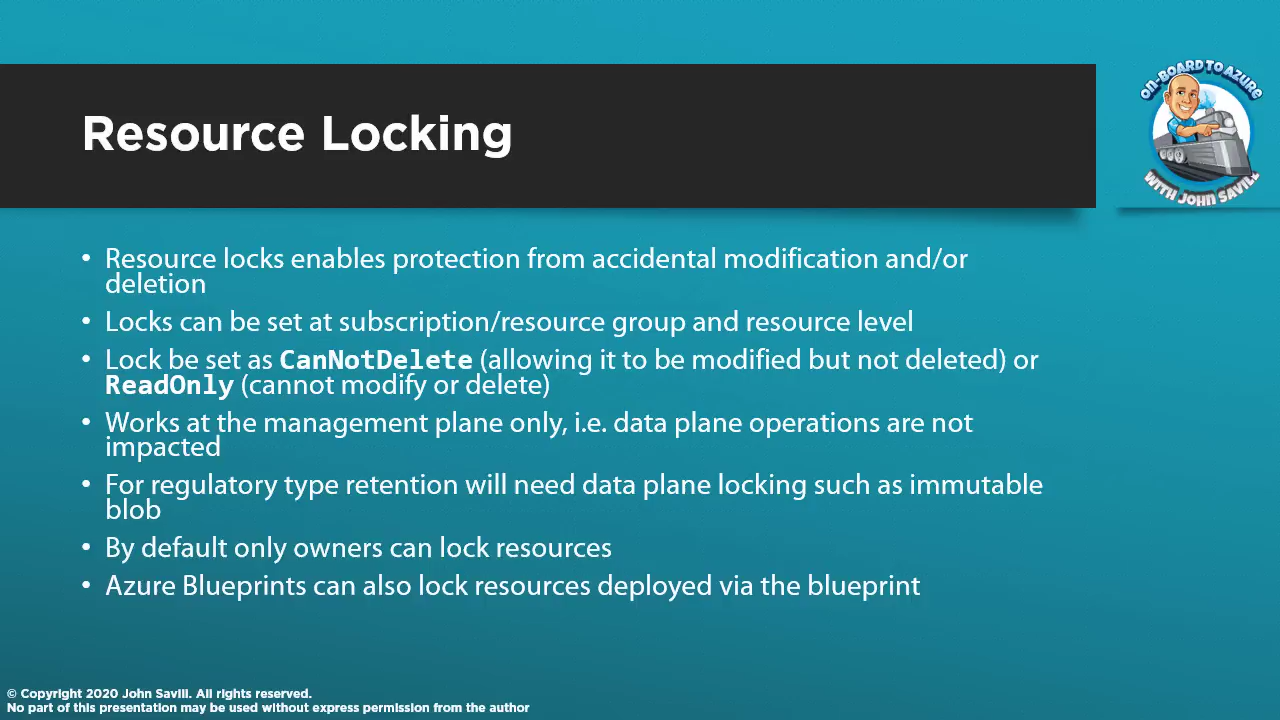 ON-BOARD TO AZURE
WITH JOHN SAVILL
Resource Locking
• Resource locks enables protection from accidental modification and/or
deletion
• Locks can be set at subscription/resource group and resource level
• Lock be set as CanNotDelete (allowing it to be modified but not deleted) or
ReadOnly (cannot modify or delete)
• Works at the management plane only, i.e. data plane operations are not
impacted
• For regulatory type retention will need data plane locking such as immutable
blob
• By default only owners can lock resources
• Azure Blueprints can also lock resources deployed via the blueprint
© Copyright 2020 John Savill. All rights reserved.
No part of this presentation may be used without express permission from the author